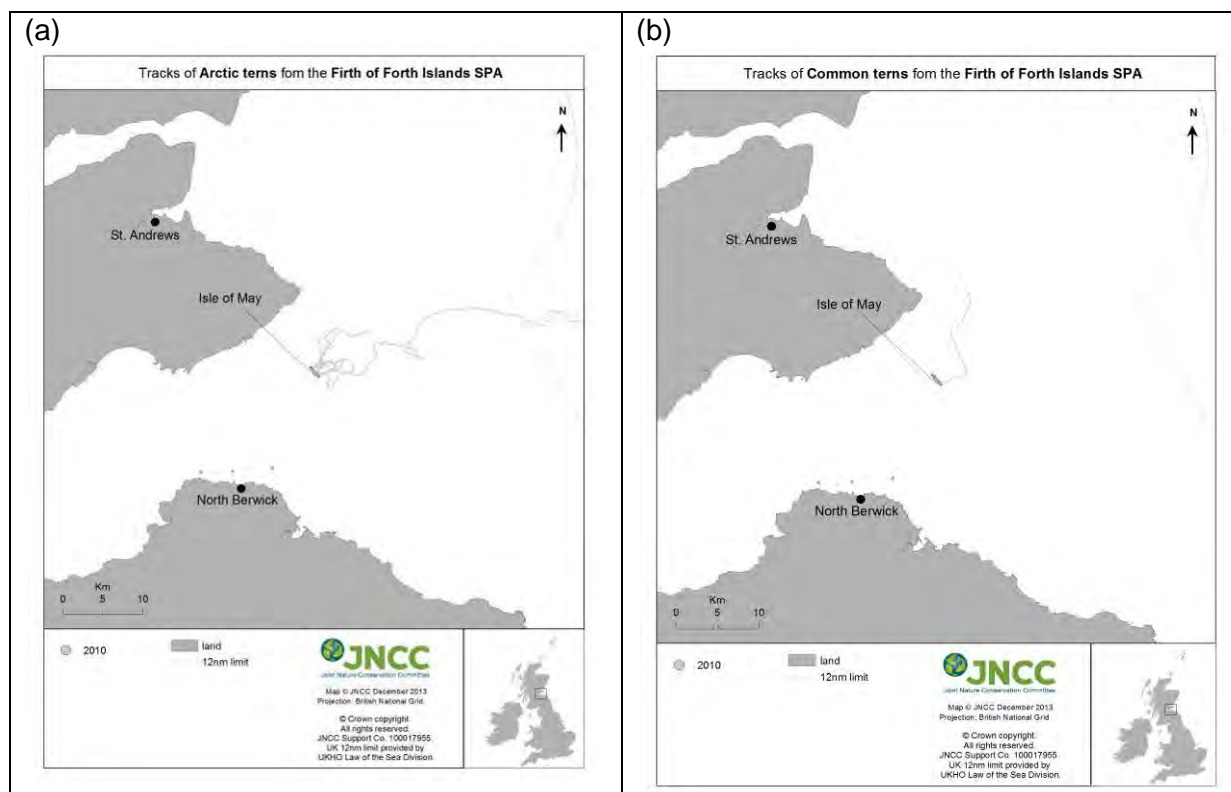 (a)
Tracks of Arctic terns fom the Firth of Forth Islands SPA
N
St. Andrews
Isle of May
North Berwick
Km
0 5 10
2010
land
12nm limit
JNCC
Joint Nature Conservation Committee
Map © JNCC December 2013
Projection: British National Grid
© Crown copyright.
All rights reserved.
JNCC Support Co. 100017955.
UK 12nm limit provided by
UKHO Law of the Sea Division.
(b)
Tracks of Common terns fom the Firth of Forth Islands SPA
N
St. Andrews
Isle of May
North Berwick
Km
0 5 10
2010
land
12nm limit
JNCC
Joint Nature Conservation Committee
Map © JNCC December 2013
Projection: British National Grid
© Crown copyright.
All rights reserved.
JNCC Support Co. 100017955.
UK 12nm limit provided by
UKHO Law of the Sea Division.